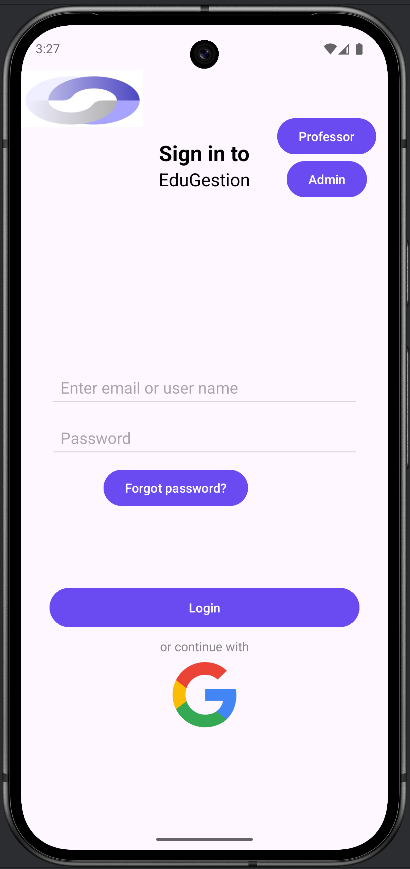 3:27
Professor
Sign in to
Admin
EduGestion
Enter email or user name
Password
Forgot password?
Login
or continue with